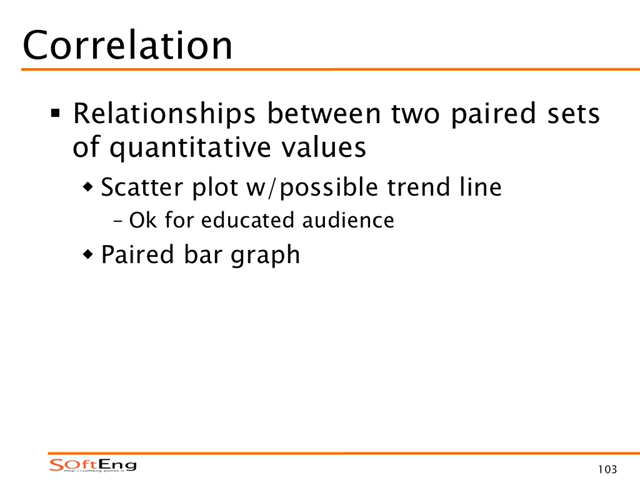 Correlation
▪ Relationships between two paired sets
of quantitative values
◆ Scatter plot w/possible trend line
– Ok for educated audience
◆ Paired bar graph
SOftEng
103